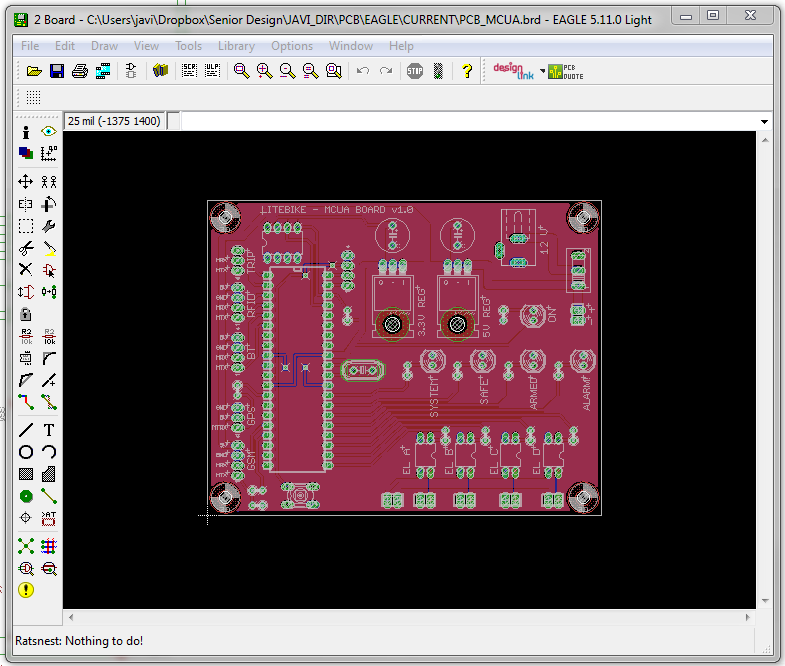 2 Board - C:\Users\javi\Dropbox\Senior Design\JAVI_DIR\PCB\EAGLE\CURRENT\PCB_MCUA.brd - EAGLE 5.11.0 Light
File Edit Draw View Tools Library Options Window Help
SCR ULP STOP ? design link PCB QUOTE
25 mil (-1375 1400)
LITEBIKE - MCUA BOARD v1.0
TRIP
RFID
BT
GPS
GSM
3.3V REG
5V REG
12 V
ON
SYSTEM
SAFE
ARMED
ALARM
EL A
EL B
EL C
EL D
R2
10k
R2
10k
T
Ratsnest: Nothing to do!